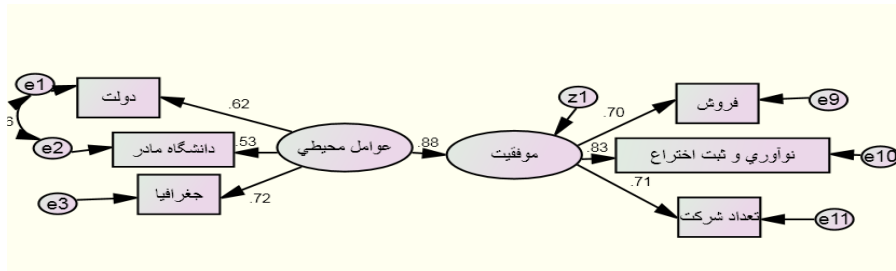 e1
دولت
.62
6
e2
دانشگاه مادر
.53
e3
جغرافيا
.72
عوامل محيطي
.88
موفقيت
z1
.70
فروش
e9
.83
نوآوري و ثبت اختراع
e10
.71
تعداد شركت
e11